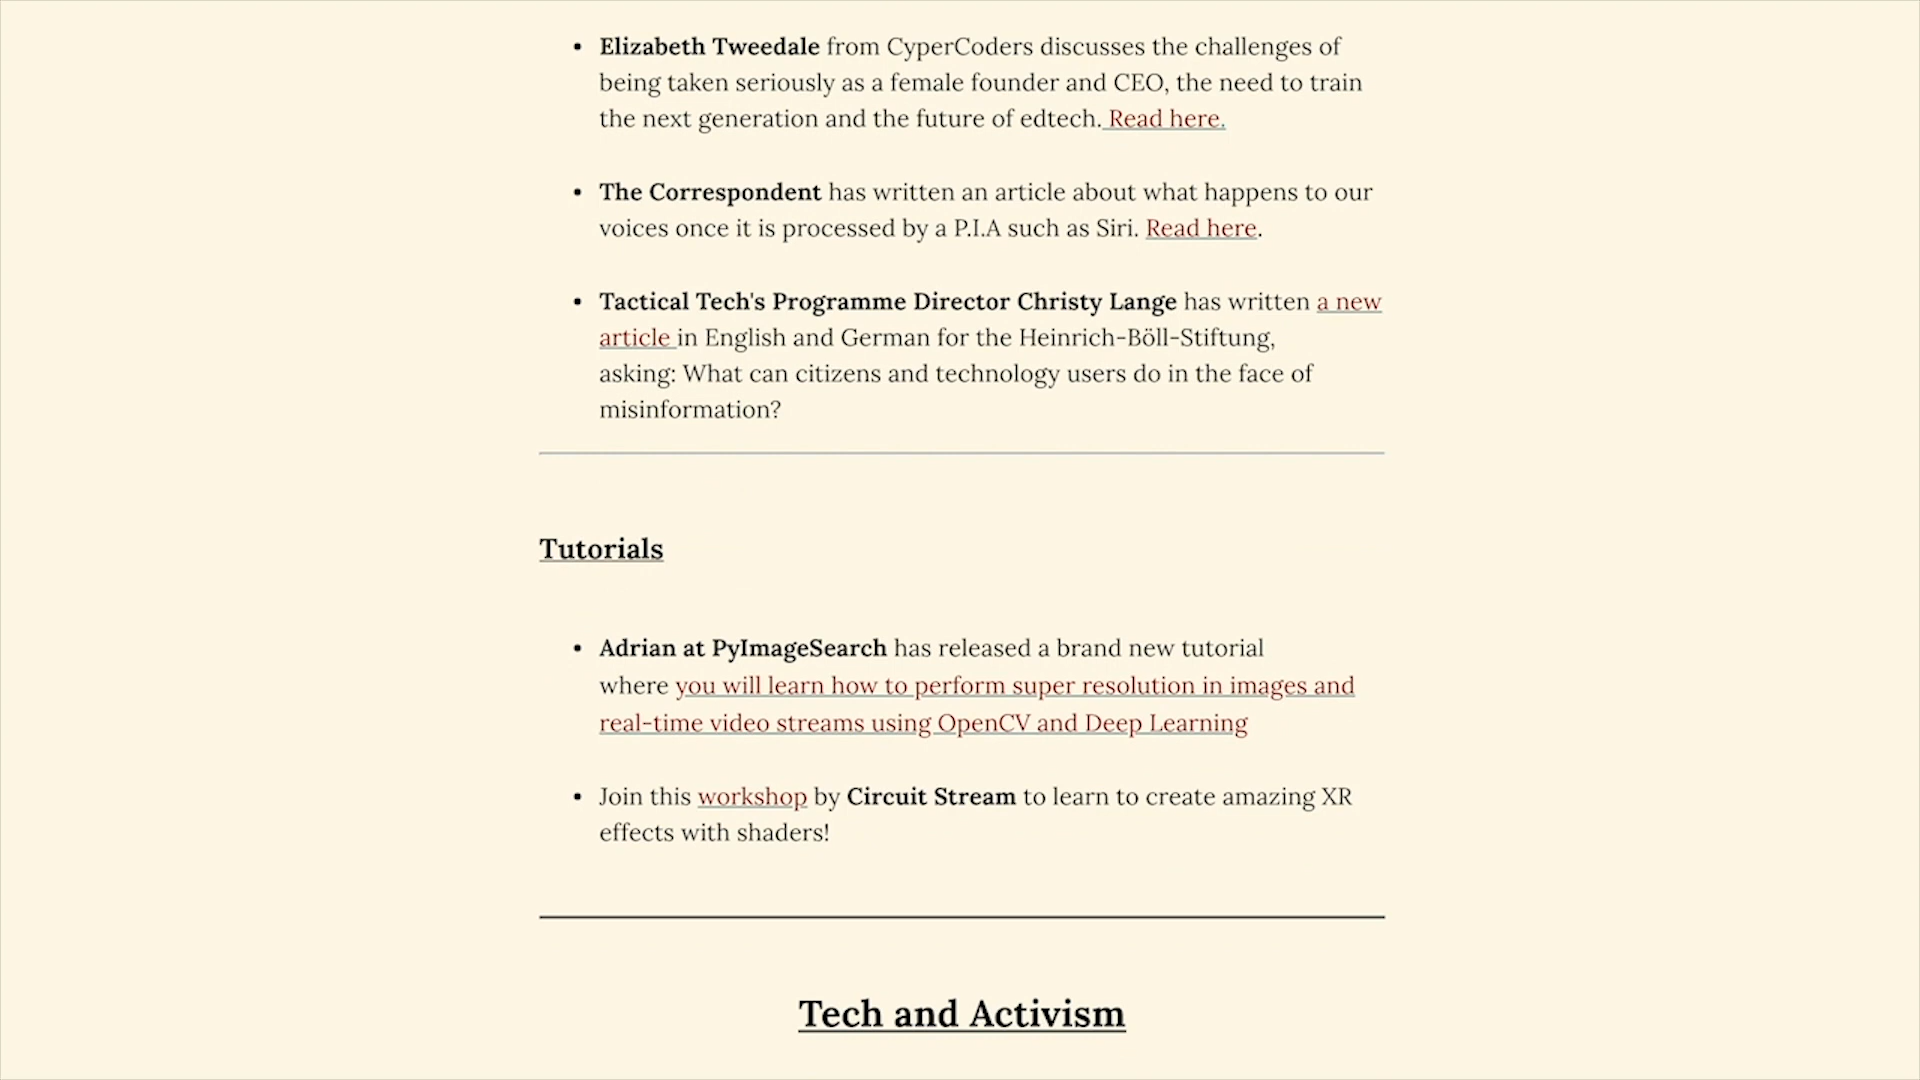 • Elizabeth Tweedale from CyperCoders discusses the challenges of
being taken seriously as a female founder and CEO, the need to train
the next generation and the future of edtech. Read here.
• The Correspondent has written an article about what happens to our
voices once it is processed by a P.I.A such as Siri. Read here.
• Tactical Tech's Programme Director Christy Lange has written a new
article in English and German for the Heinrich-Böll-Stiftung,
asking: What can citizens and technology users do in the face of
misinformation?
Tutorials
• Adrian at PyImageSearch has released a brand new tutorial
where you will learn how to perform super resolution in images and
real-time video streams using OpenCV and Deep Learning
• Join this workshop by Circuit Stream to learn to create amazing XR
effects with shaders!
Tech and Activism